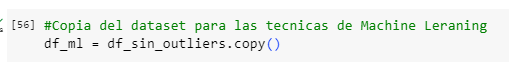 [56] #Copia del dataset para las tecnicas de Machine Leraning
df_ml = df_sin_outliers.copy()